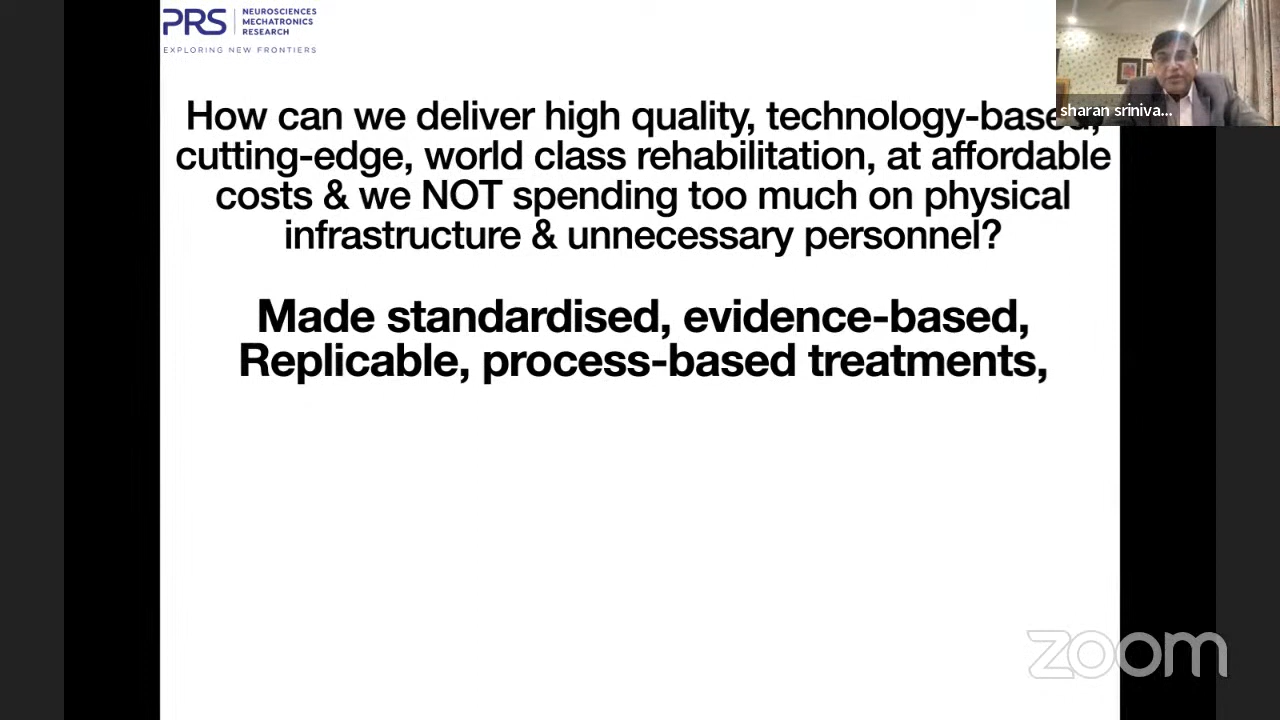 PRS
NEUROSCIENCES
MECHATRONICS
RESEARCH
EXPLORING NEW FRONTIERS
sharan sriniva...
How can we deliver high quality, technology-based,
cutting-edge, world class rehabilitation, at affordable
costs & we NOT spending too much on physical
infrastructure & unnecessary personnel?
Made standardised, evidence-based,
Replicable, process-based treatments,
zoom